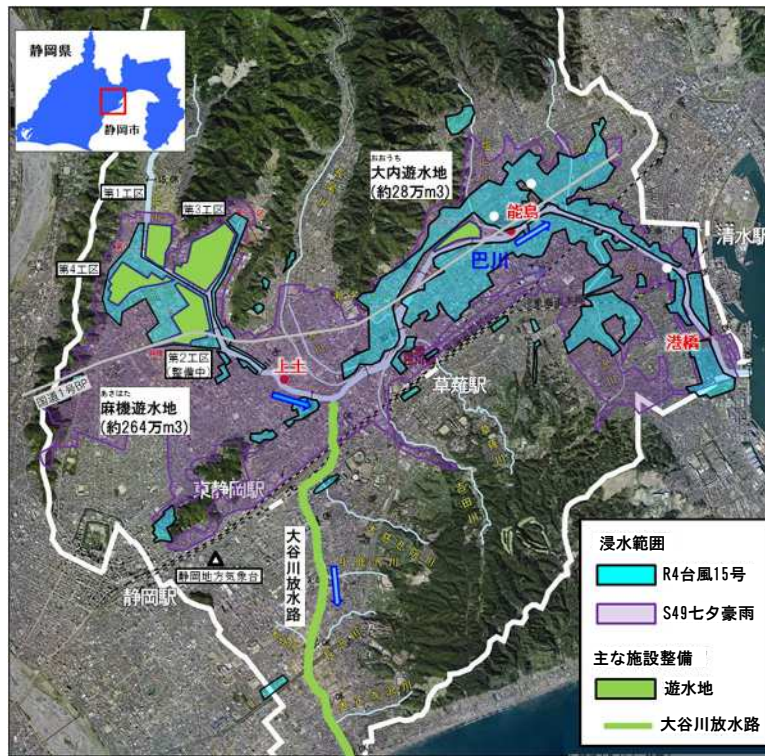 静岡県
静岡市
第1工区
第3工区
おおうち
大内遊水地
(約28万m3)
能島
巴川
清水駅
第4工区
港橋
第2工区
(整備中)
上土
草薙駅
国道1号BP
あさはた
麻機遊水地
(約264万m3)
東静岡駅
大谷川放水路
静岡地方気象台
静岡駅
吉田川
浸水範囲
R4台風15号
S49七夕豪雨
主な施設整備
遊水地
大谷川放水路